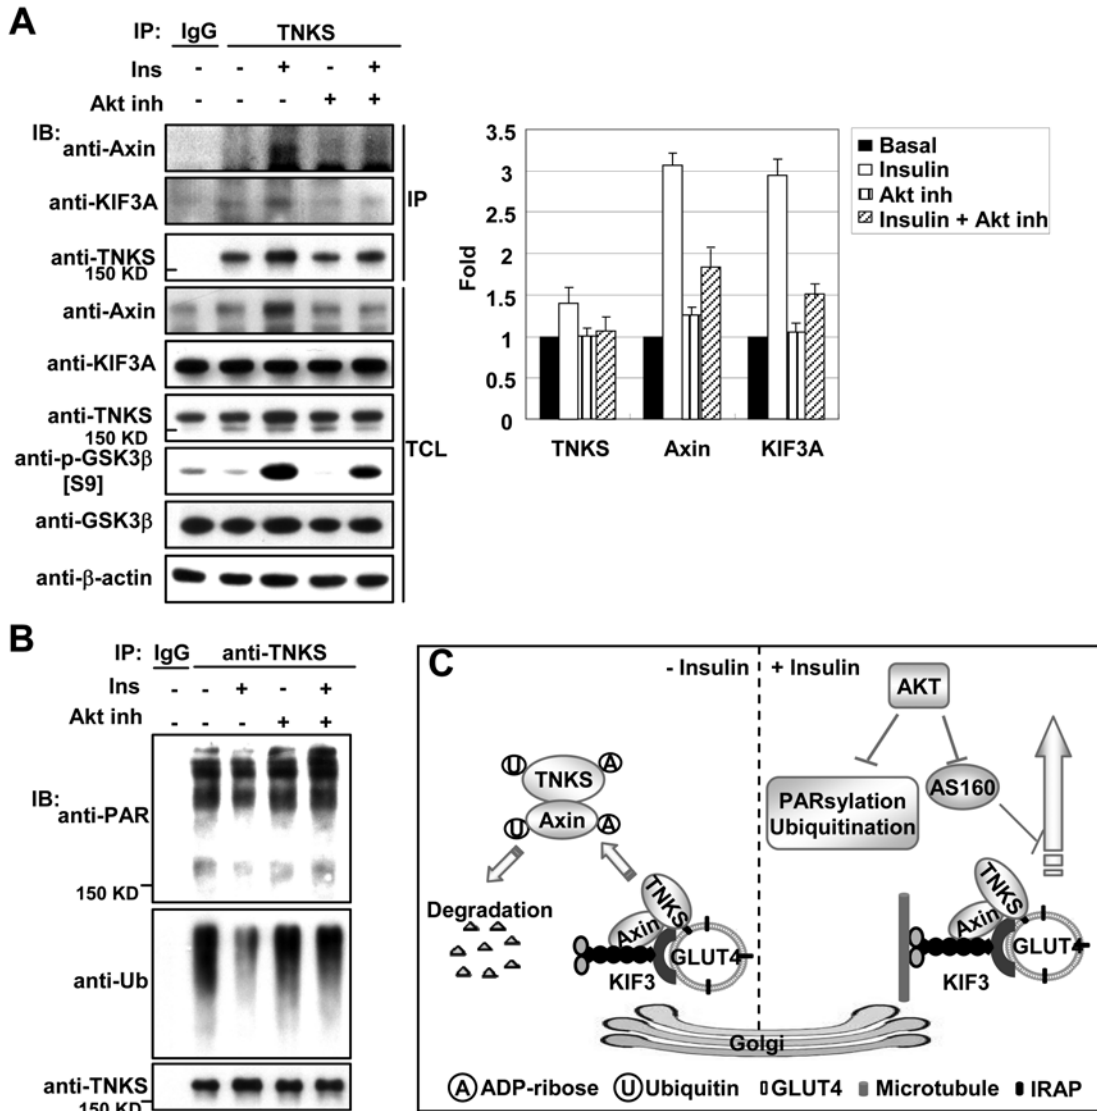 A
IP: IgG TNKS
Ins - - + - +
Akt inh - - - + +
IB:
anti-Axin
anti-KIF3A
IP
anti-TNKS
150 KD
anti-Axin
anti-KIF3A
anti-TNKS
150 KD
TCL
anti-p-GSK3β
[S9]
anti-GSK3β
anti-β-actin
3.5
3
2.5
2
1.5
1
0.5
0
Fold
TNKS Axin KIF3A
Basal
Insulin
Akt inh
Insulin + Akt inh
B
IP: IgG anti-TNKS
Ins - - + - +
Akt inh - - - + +
IB:
anti-PAR
150 KD
anti-Ub
anti-TNKS
150 KD
C
- Insulin + Insulin
U TNKS A
U Axin A
Degradation
TNKS
Axin
GLUT4
KIF3
AKT
PARsylation
Ubiquitination
AS160
TNKS
Axin
GLUT4
KIF3
Golgi
A ADP-ribose U Ubiquitin GLUT4 Microtubule IRAP